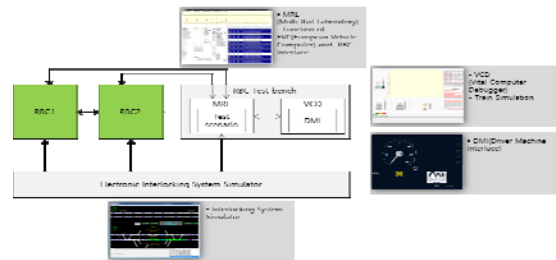 • MRL
(Multi Rail Laboratory)
- Function of
EVC(European Vehicle
Computer) and RBC
Interface
RBC Test bench
RBC1
RBC2
MRL
Test
scenario
VCD
DMI
• VCD
(Vital Computer
Debugger)
- Train Simulation
• DMI(Driver Machine
Interface)
Electronic Interlocking System Simulator
• Interlocking System
Simulator